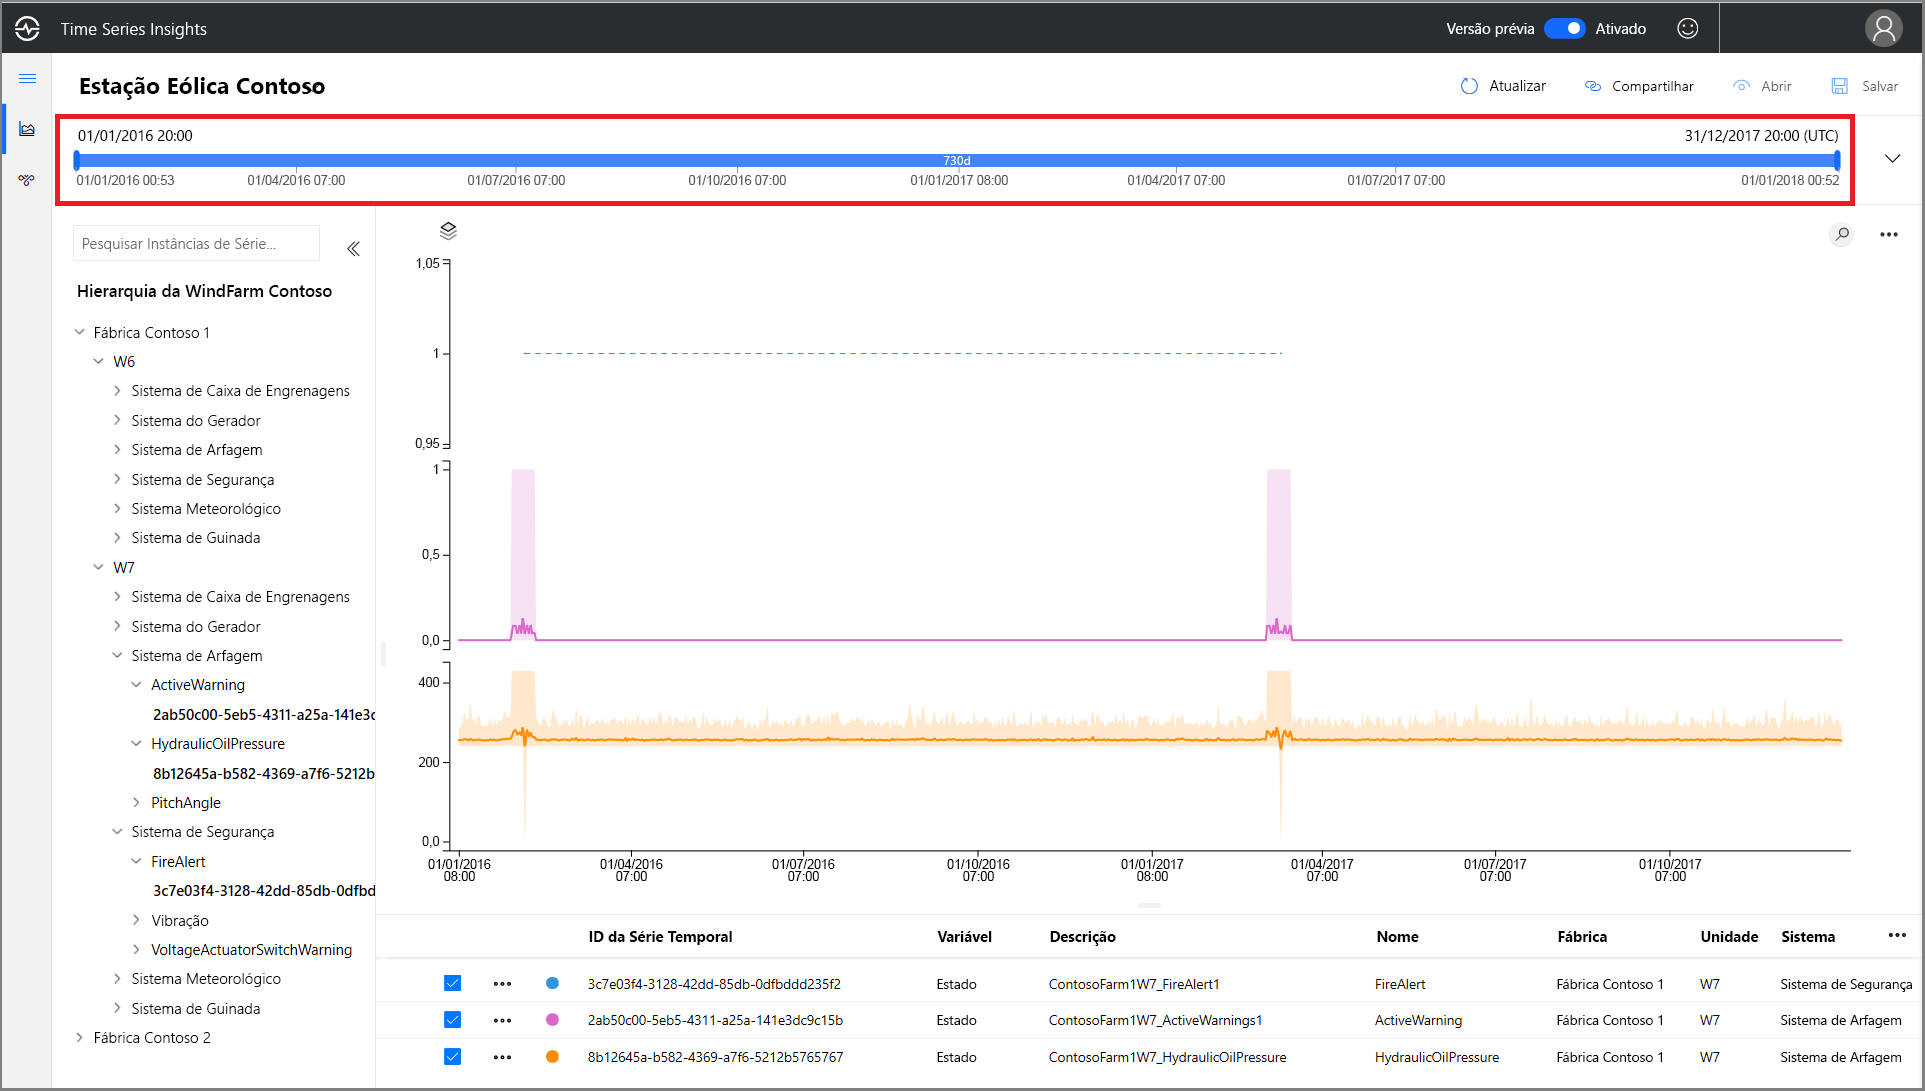 Time Series Insights
Versão prévia
Ativado
Estação Eólica Contoso
Atualizar
Compartilhar
Abrir
Salvar
01/01/2016 20:00
31/12/2017 20:00 (UTC)
730d
01/01/2016 00:53
01/04/2016 07:00
01/07/2016 07:00
01/10/2016 07:00
01/01/2017 08:00
01/04/2017 07:00
01/07/2017 07:00
01/01/2018 00:52
Pesquisar Instâncias de Série...
Hierarquia da WindFarm Contoso
Fábrica Contoso 1
W6
Sistema de Caixa de Engrenagens
Sistema do Gerador
Sistema de Arfagem
Sistema de Segurança
Sistema Meteorológico
Sistema de Guinada
W7
Sistema de Caixa de Engrenagens
Sistema do Gerador
Sistema de Arfagem
ActiveWarning
2ab50c00-5eb5-4311-a25a-141e3c
HydraulicOilPressure
8b12645a-b582-4369-a7f6-5212b
PitchAngle
Sistema de Segurança
FireAlert
3c7e03f4-3128-42dd-85db-0dfbd
Vibração
VoltageActuatorSwitchWarning
Sistema Meteorológico
Sistema de Guinada
Fábrica Contoso 2
1,05
1
0,95
1
0,5
0,0
400
200
0,0
01/01/2016 08:00
01/04/2016 07:00
01/07/2016 07:00
01/10/2016 07:00
01/01/2017 08:00
01/04/2017 07:00
01/07/2017 07:00
01/10/2017 07:00
ID da Série Temporal Variável Descrição Nome Fábrica Unidade Sistema
3c7e03f4-3128-42dd-85db-0dfbddd235f2 Estado ContosoFarm1W7_FireAlert1 FireAlert Fábrica Contoso 1 W7 Sistema de Segurança
2ab50c00-5eb5-4311-a25a-141e3dc9c15b Estado ContosoFarm1W7_ActiveWarnings1 ActiveWarning Fábrica Contoso 1 W7 Sistema de Arfagem
8b12645a-b582-4369-a7f6-5212b5765767 Estado ContosoFarm1W7_HydraulicOilPressure HydraulicOilPressure Fábrica Contoso 1 W7 Sistema de Arfagem